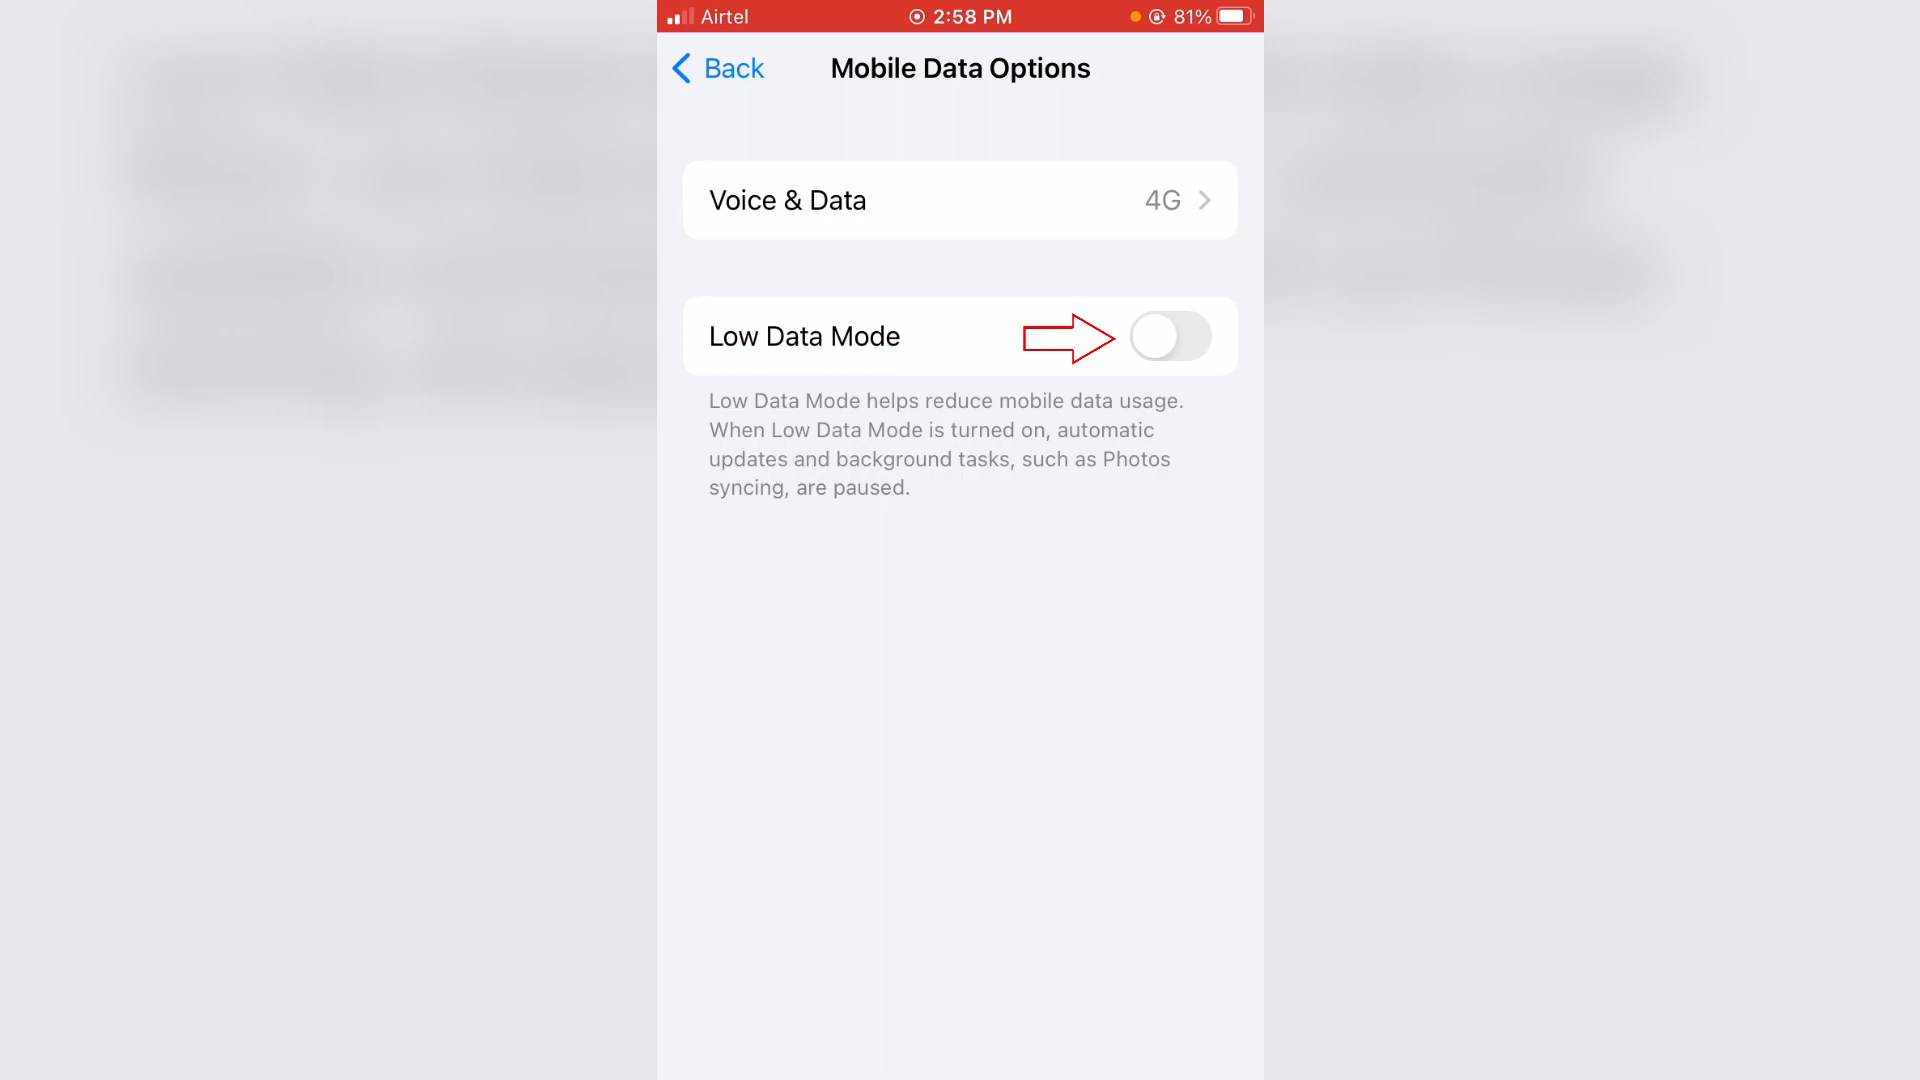 Airtel 2:58 PM 81%
Back Mobile Data Options
Voice & Data 4G
Low Data Mode
Low Data Mode helps reduce mobile data usage.
When Low Data Mode is turned on, automatic
updates and background tasks, such as Photos
syncing, are paused.